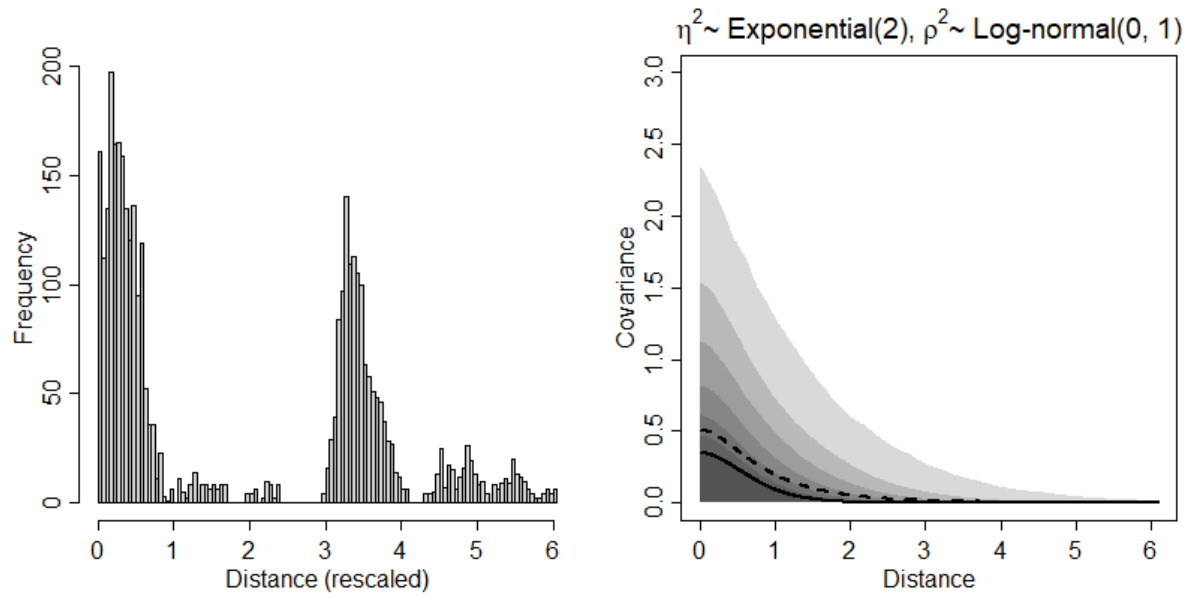 200
150
100
50
0
Frequency
0 1 2 3 4 5 6
Distance (rescaled)
η²~ Exponential(2), ρ²~ Log-normal(0, 1)
3.0
2.5
2.0
1.5
1.0
0.5
0.0
Covariance
0 1 2 3 4 5 6
Distance